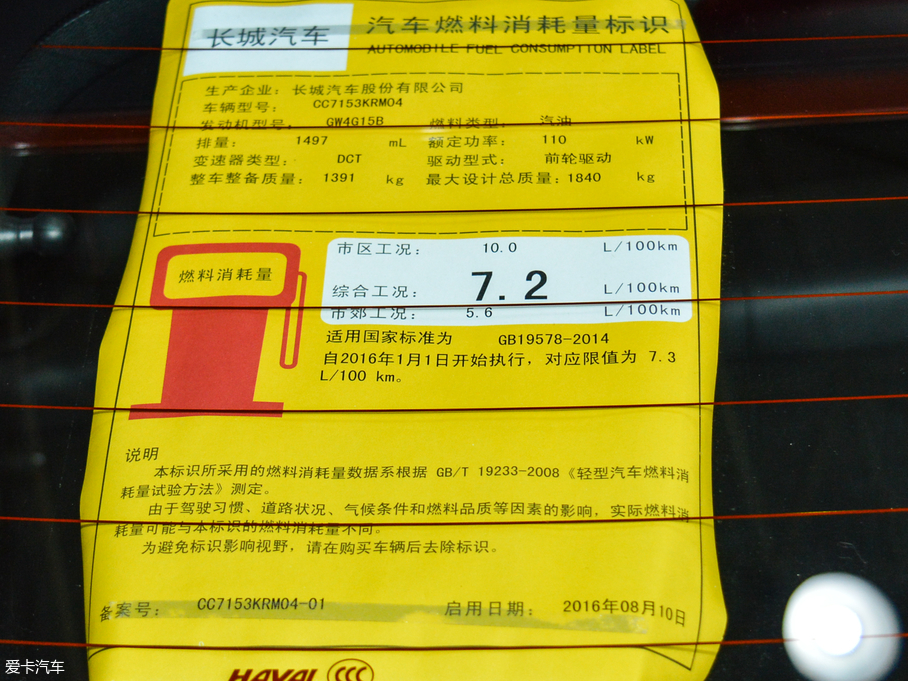 长城汽车 汽车燃料消耗量标识
AUTOMOBILE FUEL CONSUMPTION LABEL
生产企业: 长城汽车股份有限公司
车辆型号: CC7153KRM04
发动机型号: GW4G15B 燃料类型: 汽油
排量: 1497 mL 额定功率: 110 kW
变速器类型: DCT 驱动型式: 前轮驱动
整车整备质量: 1391 kg 最大设计总质量: 1840 kg
燃料消耗量
市区工况: 10.0 L/100km
综合工况: 7.2 L/100km
市郊工况: 5.6 L/100km
适用国家标准为 GB19578-2014
自2016年1月1日开始执行，对应限值为 7.3
L/100 km。
说明
本标识所采用的燃料消耗量数据系根据 GB/T 19233-2008《轻型汽车燃料消
耗量试验方法》测定。
由于驾驶习惯、道路状况、气候条件和燃料品质等因素的影响，实际燃料消
耗量可能与本标识的燃料消耗量不同。
为避免标识影响视野，请在购买车辆后去除标识。
备案号: CC7153KRM04-01 启用日期: 2016年08月10日
HAVAL CCC
爱卡汽车